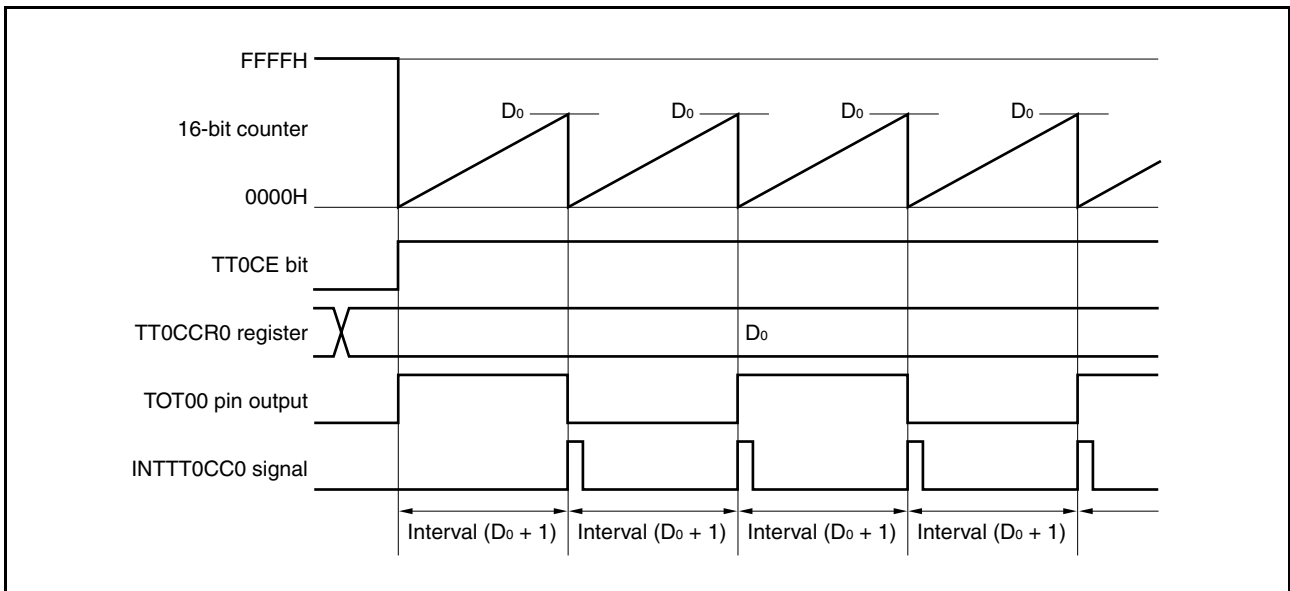 FFFFH
D0 D0 D0 D0
16-bit counter
0000H
TT0CE bit
TT0CCR0 register D0
TOT00 pin output
INTTT0CC0 signal
Interval (D0 + 1) Interval (D0 + 1) Interval (D0 + 1) Interval (D0 + 1)